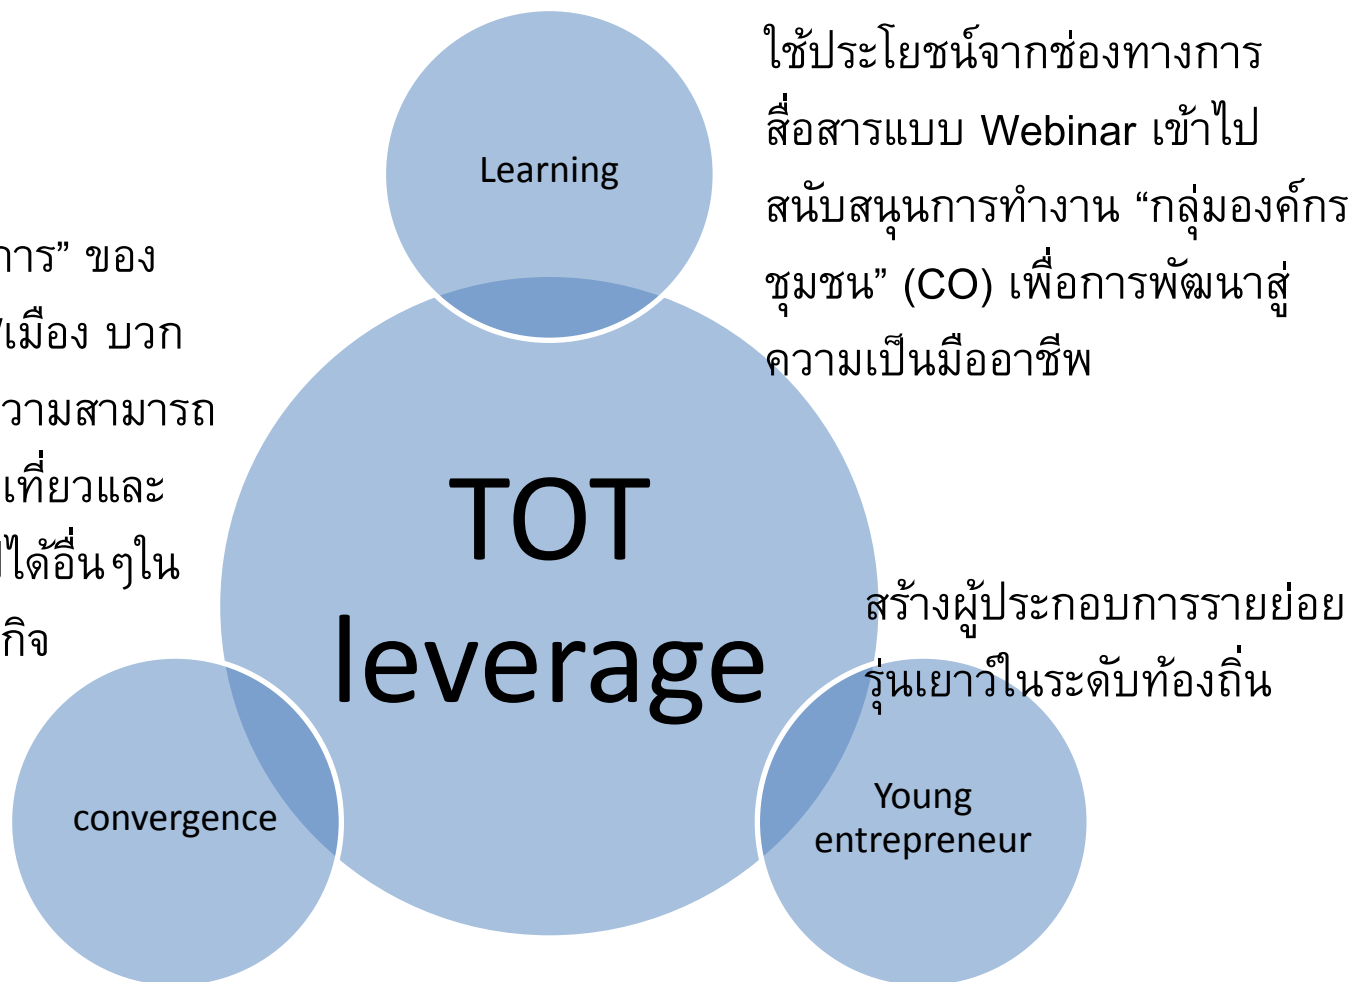 Learning
ใช้ประโยชน์จากช่องทางการ
สื่อสารแบบ Webinar เข้าไป
สนับสนุนการทำงาน “กลุ่มองค์กร
ชุมชน” (CO) เพื่อการพัฒนาสู่
ความเป็นมืออาชีพ
การ” ของ
เมือง บวก
ความสามารถ
เที่ยวและ
ได้อื่นๆใน
กิจ
TOT
leverage
สร้างผู้ประกอบการรายย่อย
รุ่นเยาว์ในระดับท้องถิ่น
convergence
Young
entrepreneur